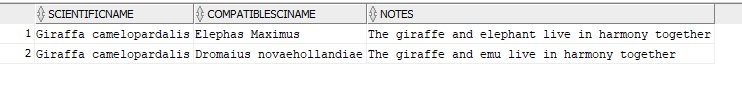 SCIENTIFICNAME COMPATIBLESCINAME NOTES
1 Giraffa camelopardalis Elephas Maximus The giraffe and elephant live in harmony together
2 Giraffa camelopardalis Dromaius novaehollandiae The giraffe and emu live in harmony together